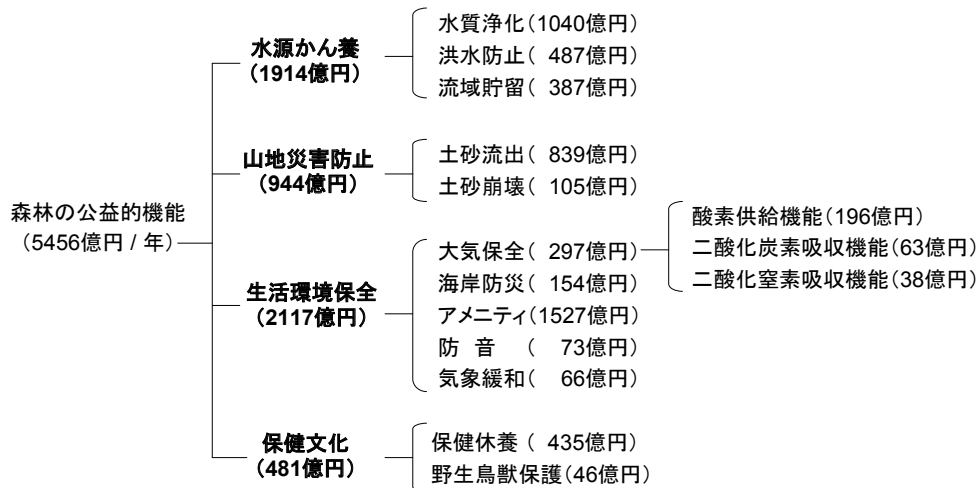 森林の公益的機能
(5456億円 / 年)
水源かん養
(1914億円)
水質浄化(1040億円)
洪水防止( 487億円)
流域貯留( 387億円)
山地災害防止
(944億円)
土砂流出( 839億円)
土砂崩壊( 105億円)
生活環境保全
(2117億円)
大気保全( 297億円)
海岸防災( 154億円)
アメニティ(1527億円)
防 音 ( 73億円)
気象緩和( 66億円)
酸素供給機能(196億円)
二酸化炭素吸収機能(63億円)
二酸化窒素吸収機能(38億円)
保健文化
(481億円)
保健休養 ( 435億円)
野生鳥獣保護(46億円)